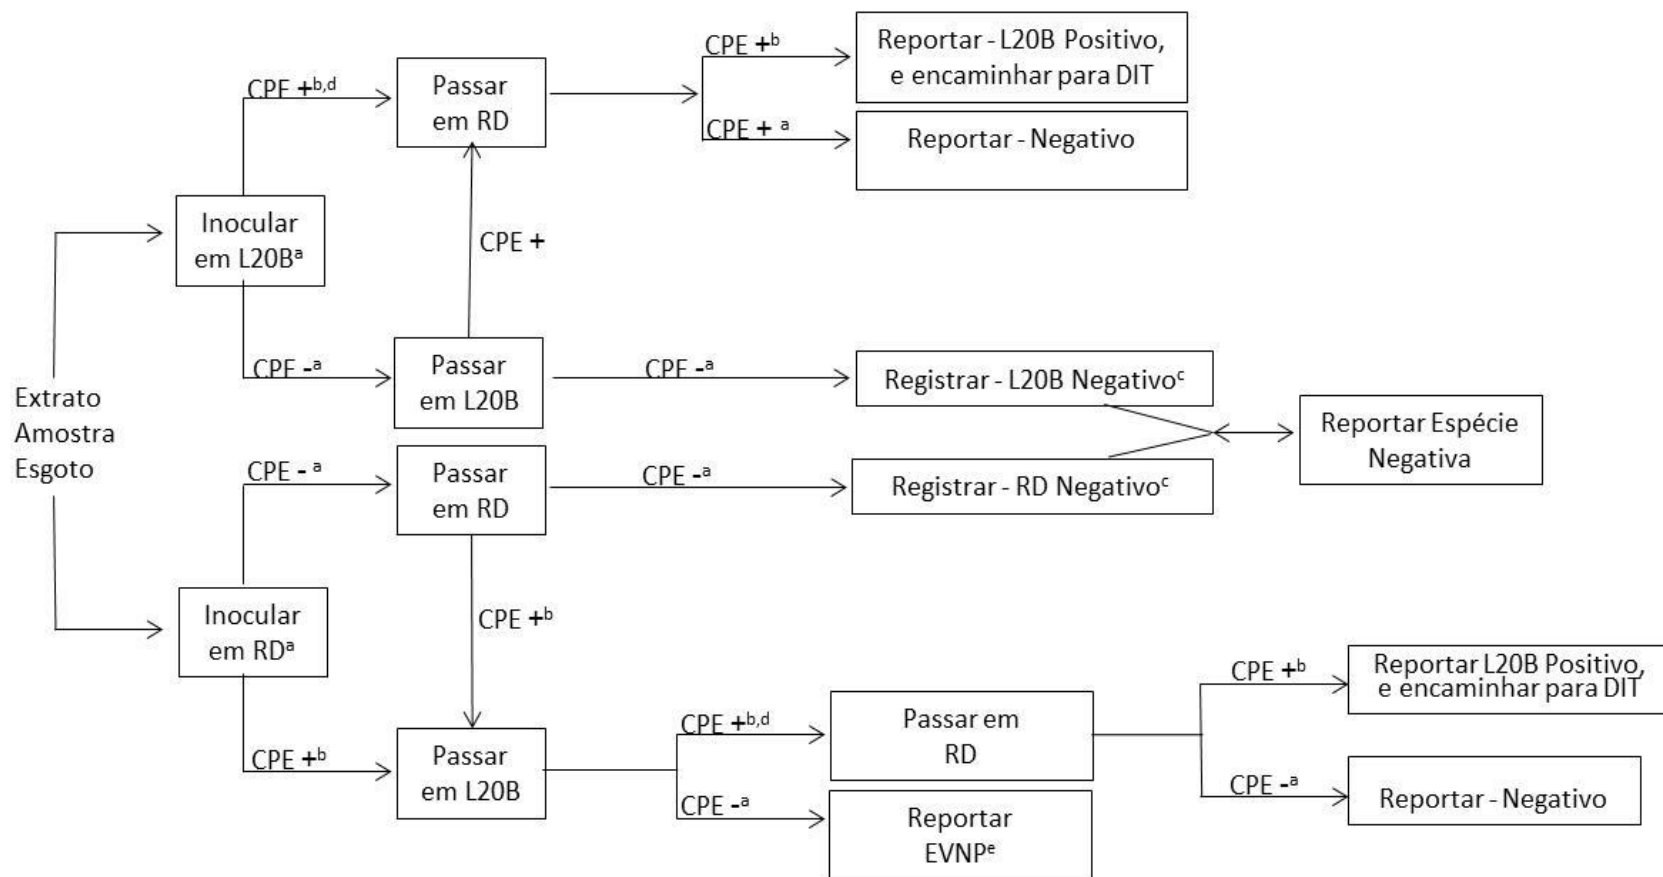 CPE +b,d
Passar
em RD
CPE +b
Reportar - L20B Positivo,
e encaminhar para DIT
CPE + a
Reportar - Negativo
Inocular
em L20Ba
CPE +
CPE -a
Passar
em L20B
CPE -a
Registrar - L20B Negativoc
Extrato
Amostra
Esgoto
Reportar Espécie
Negativa
CPE - a
Passar
em RD
CPE -a
Registrar - RD Negativoc
Inocular
em RDa
CPE +b
CPE +b
Passar
em L20B
CPE +b,d
Passar em
RD
CPE -a
Reportar
EVNPe
CPE +b
Reportar L20B Positivo,
e encaminhar para DIT
CPE -a
Reportar - Negativo